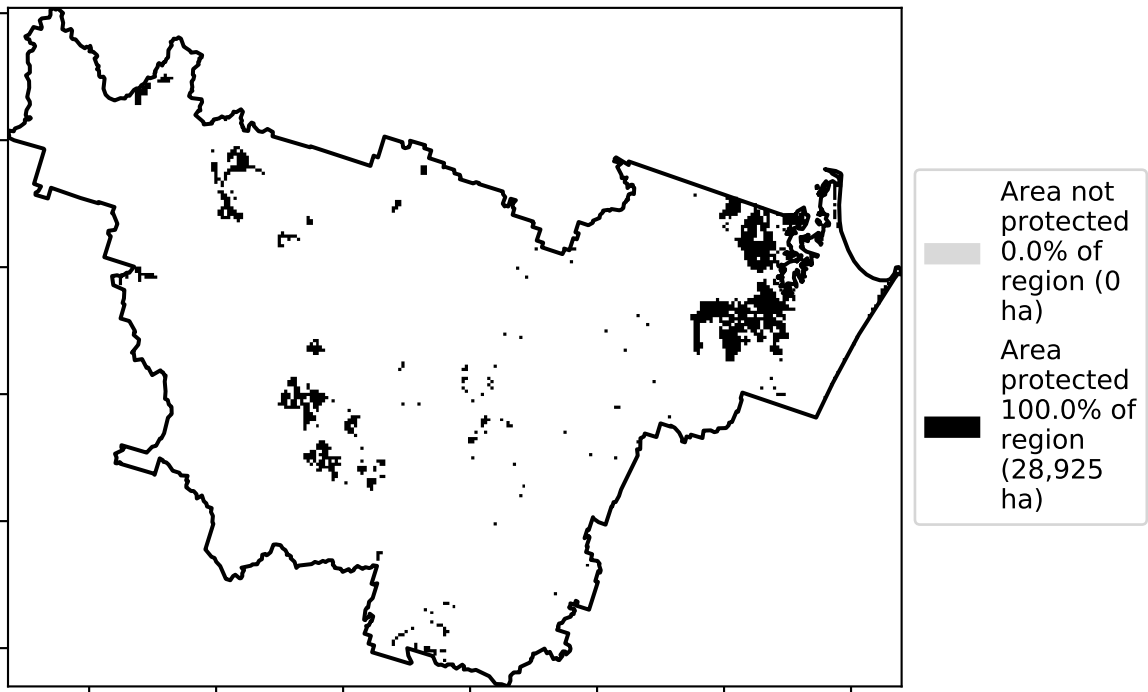 Area not
protected
0.0% of
region (0
ha)
Area
protected
100.0% of
region
(28,925
ha)